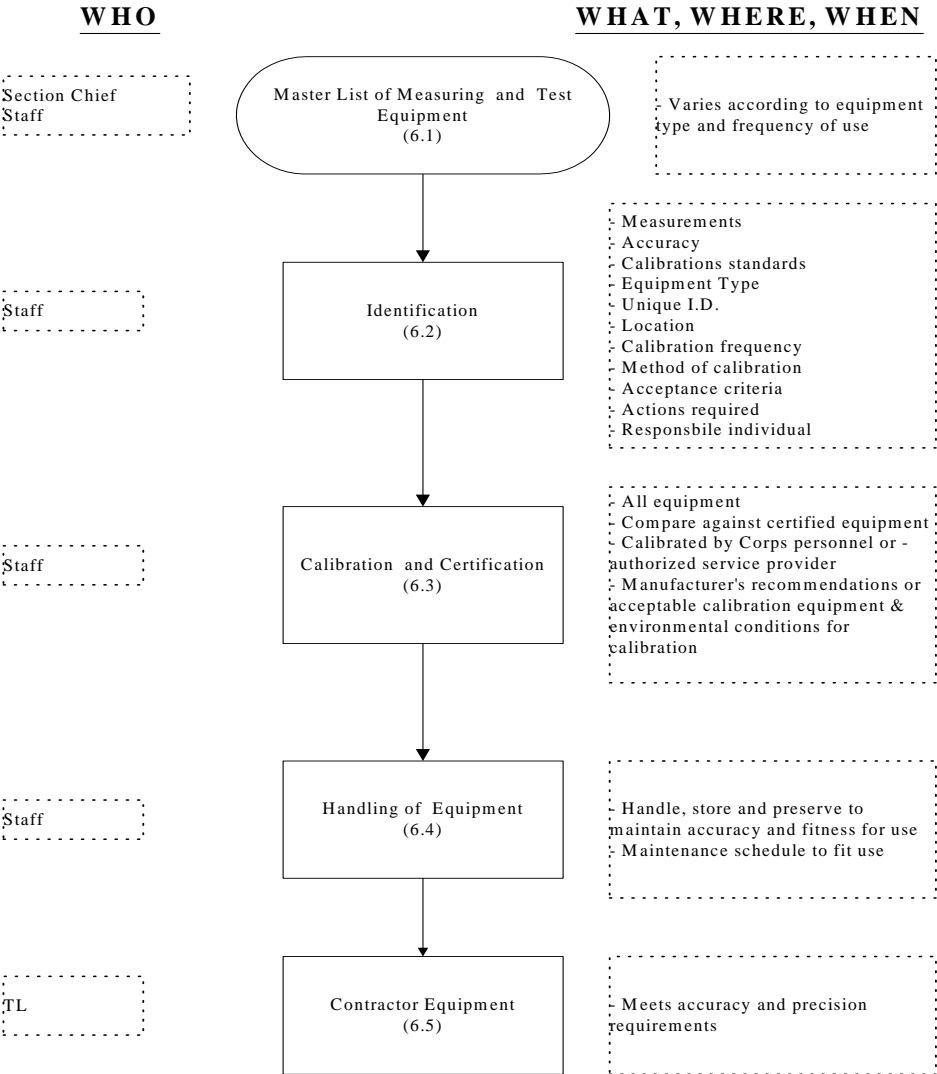 WHO
WHAT, WHERE, WHEN
Section Chief
Staff
Master List of Measuring and Test
Equipment
(6.1)
- Varies according to equipment
type and frequency of use
Staff
Identification
(6.2)
- Measurements
- Accuracy
- Calibrations standards
- Equipment Type
- Unique I.D.
- Location
- Calibration frequency
- Method of calibration
- Acceptance criteria
- Actions required
- Responsbile individual
Staff
Calibration and Certification
(6.3)
- All equipment
- Compare against certified equipment
- Calibrated by Corps personnel or -
authorized service provider
- Manufacturer's recommendations or
acceptable calibration equipment &
environmental conditions for
calibration
Staff
Handling of Equipment
(6.4)
- Handle, store and preserve to
maintain accuracy and fitness for use
- Maintenance schedule to fit use
TL
Contractor Equipment
(6.5)
- Meets accuracy and precision
requirements